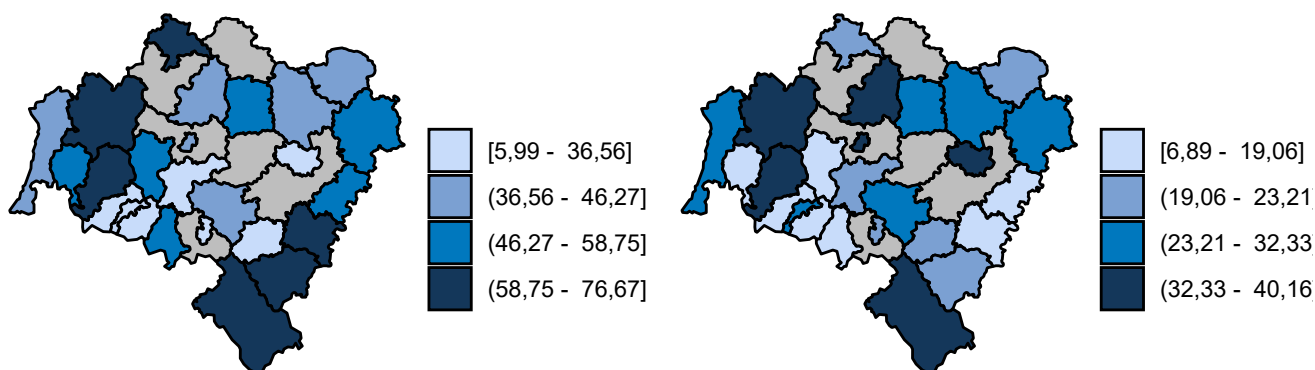 [5,99 - 36,56]
(36,56 - 46,27]
(46,27 - 58,75]
(58,75 - 76,67]
[6,89 - 19,06]
(19,06 - 23,21]
(23,21 - 32,33]
(32,33 - 40,16]